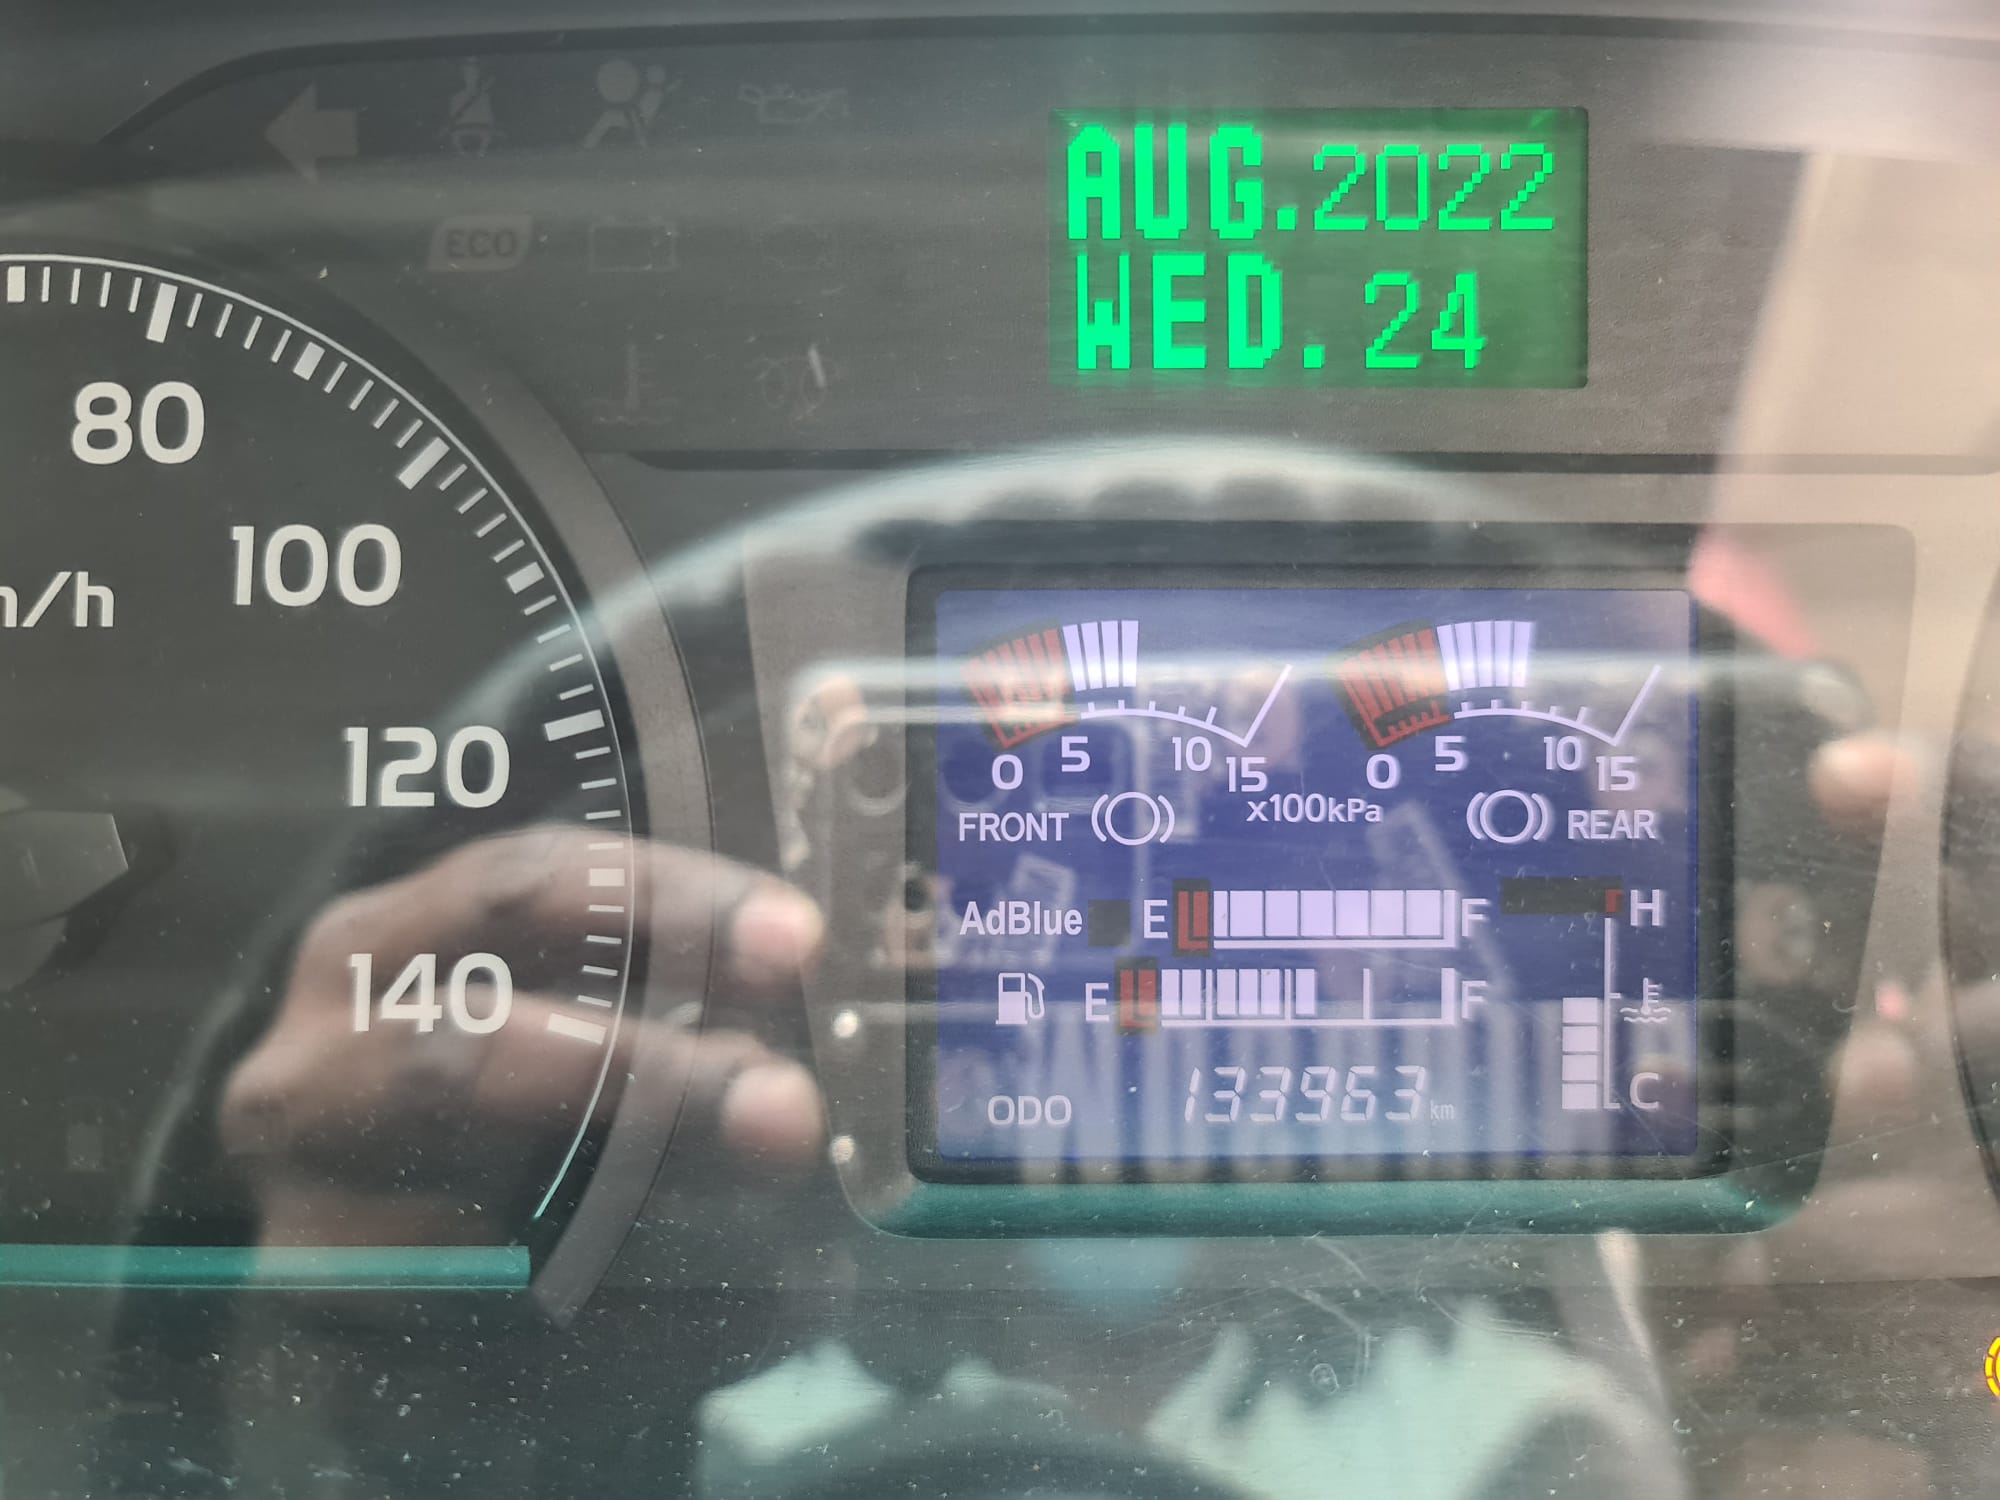 AUG.2022
WED.24
ECO
80
100
120
140
/h
0 5 10 15
0 5 10 15
x100kPa
FRONT
REAR
AdBlue E F
H
E F
C
ODO 133963 km